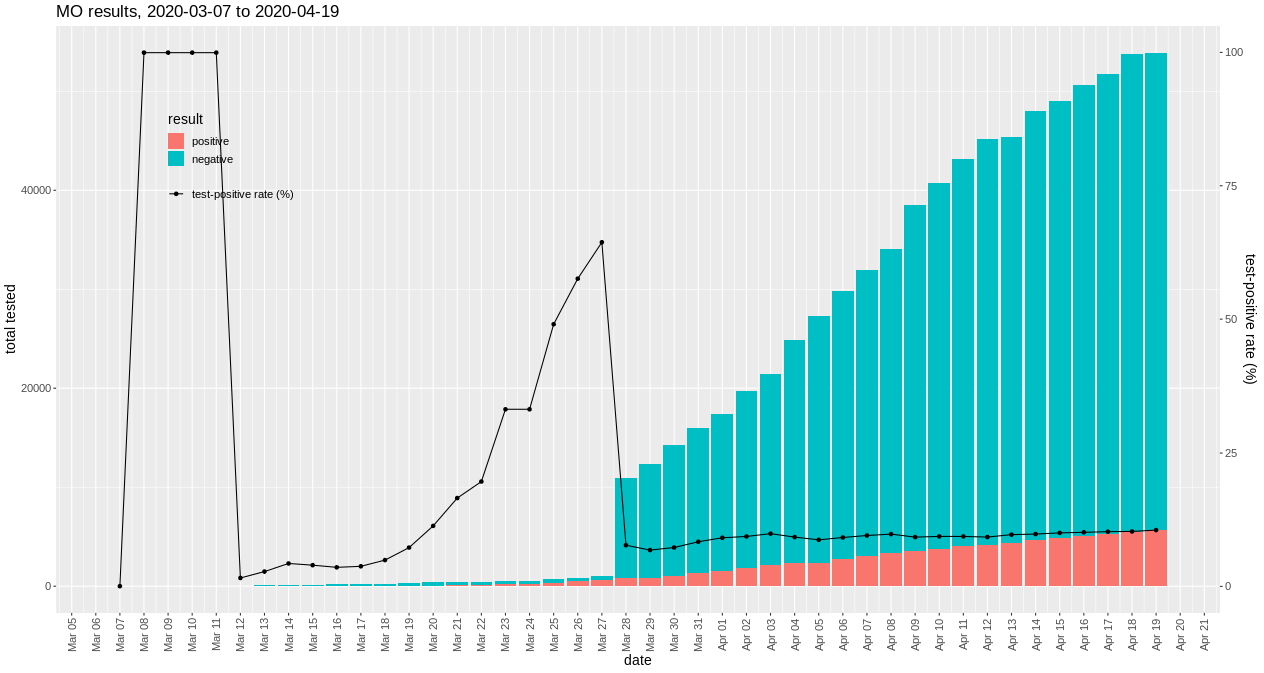 MO results, 2020-03-07 to 2020-04-19
total tested
40000
20000
0
result
positive
negative
test-positive rate (%)
100
75
50
25
0
test-positive rate (%)
Mar 05
Mar 06
Mar 07
Mar 08
Mar 09
Mar 10
Mar 11
Mar 12
Mar 13
Mar 14
Mar 15
Mar 16
Mar 17
Mar 18
Mar 19
Mar 20
Mar 21
Mar 22
Mar 23
Mar 24
Mar 25
Mar 26
Mar 27
Mar 28
Mar 29
Mar 30
Mar 31
Apr 01
Apr 02
Apr 03
Apr 04
Apr 05
Apr 06
Apr 07
Apr 08
Apr 09
Apr 10
Apr 11
Apr 12
Apr 13
Apr 14
Apr 15
Apr 16
Apr 17
Apr 18
Apr 19
Apr 20
Apr 21
date